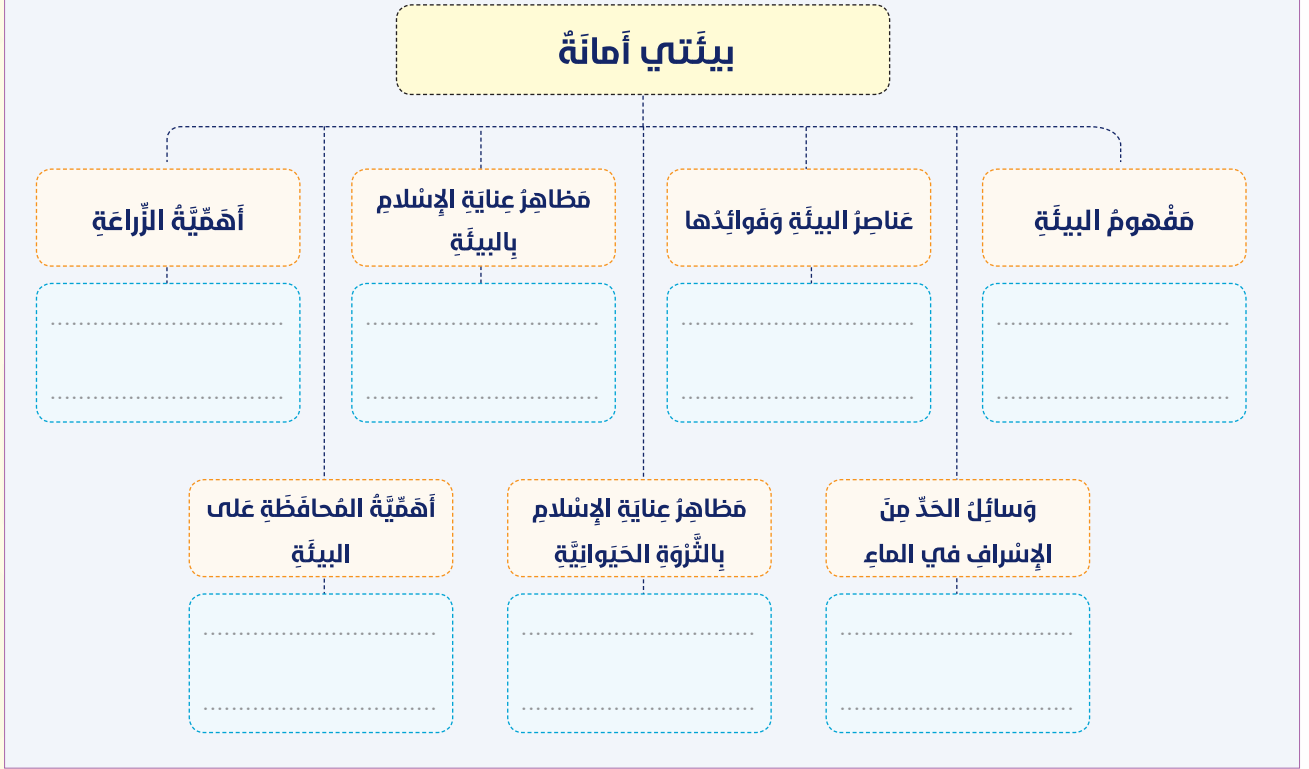 بيئَتي أَمانَةٌ
مَفْهومُ البيئَةِ
عَناصِرُ البيئَةِ وَفَوائِدُها
مَظاهِرُ عِنايَةِ الإِسْلامِ
بِالبيئَةِ
أَهَمِّيَّةُ الزِّراعَةِ
وَسائِلُ الحَدِّ مِنَ
الإِسْرافِ في الماءِ
مَظاهِرُ عِنايَةِ الإِسْلامِ
بِالثَّرْوَةِ الحَيَوانِيَّةِ
أَهَمِّيَّةُ المُحافَظَةِ عَلى
البيئَةِ